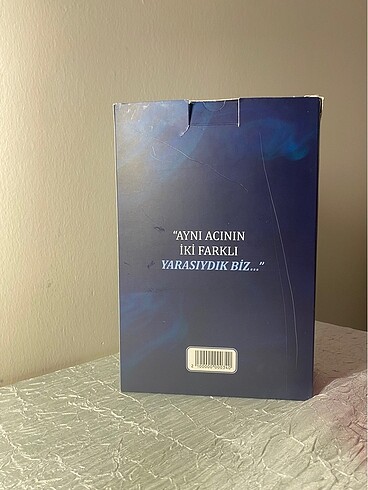 “AYNI ACININ
İKİ FARKLI
YARASIYDIK BİZ...”